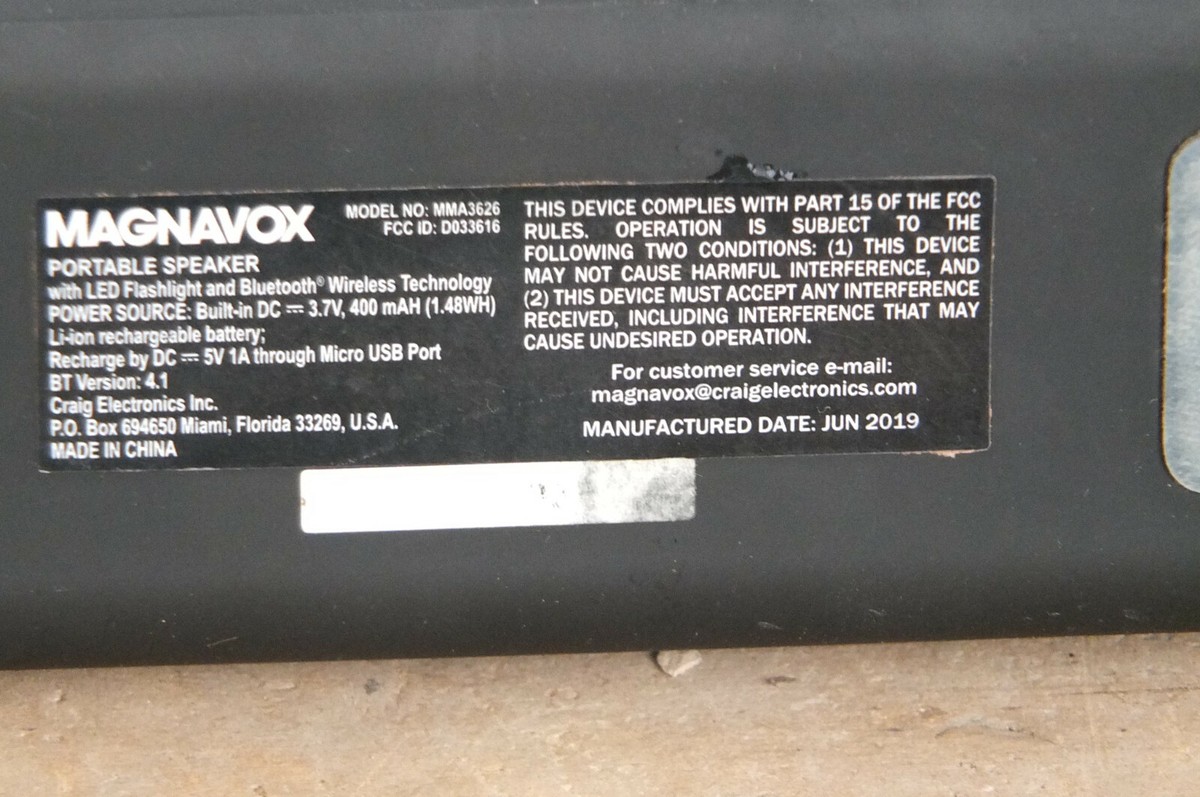 MAGNAVOX
MODEL NO: MMA3626
FCC ID: D033616
PORTABLE SPEAKER
with LED Flashlight and Bluetooth® Wireless Technology
POWER SOURCE: Built-in DC ⎓ 3.7V, 400 mAH (1.48WH)
Li-ion rechargeable battery;
Recharge by DC ⎓ 5V 1A through Micro USB Port
BT Version: 4.1
Craig Electronics Inc.
P.O. Box 694650 Miami, Florida 33269, U.S.A.
MADE IN CHINA
THIS DEVICE COMPLIES WITH PART 15 OF THE FCC
RULES. OPERATION IS SUBJECT TO THE
FOLLOWING TWO CONDITIONS: (1) THIS DEVICE
MAY NOT CAUSE HARMFUL INTERFERENCE, AND
(2) THIS DEVICE MUST ACCEPT ANY INTERFERENCE
RECEIVED, INCLUDING INTERFERENCE THAT MAY
CAUSE UNDESIRED OPERATION.
For customer service e-mail:
magnavox@craigelectronics.com
MANUFACTURED DATE: JUN 2019